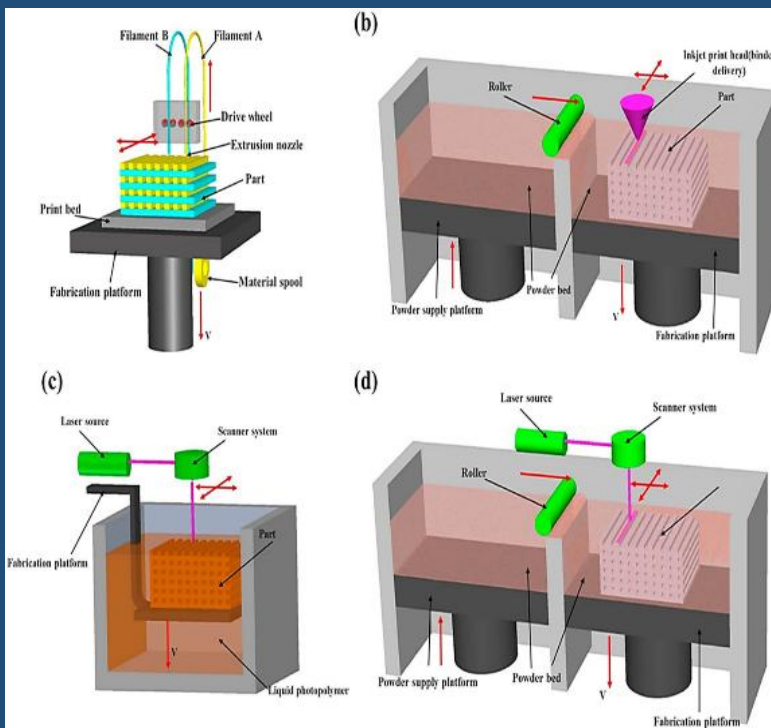 Filament B
Filament A
Drive wheel
Extrusion nozzle
Part
Print bed
Fabrication platform
Material spool
V
(b)
Inkjet print head(binde
delivery)
Roller
Part
Powder bed
Powder supply platform
V
Fabrication platform
(c)
Laser source
Scanner system
Fabrication platform
Part
V
Liquid photopolymer
(d)
Laser source
Scanner system
Roller
Powder bed
Powder supply platform
V
Fabrication platform